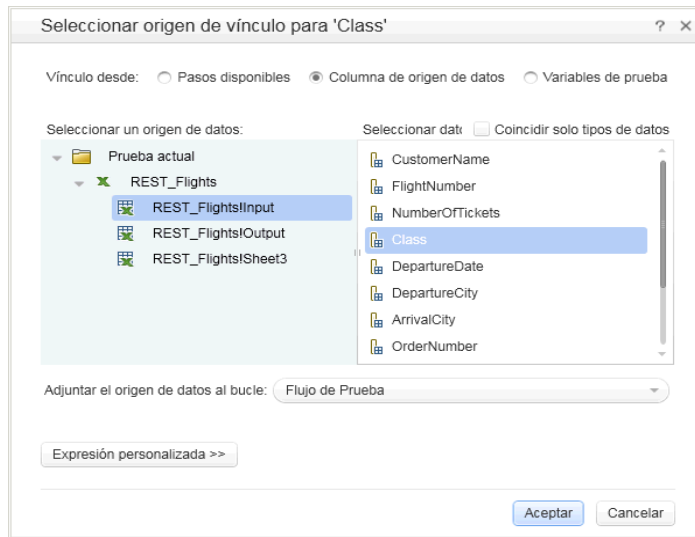 Seleccionar origen de vínculo para 'Class'
? ×
Vínculo desde: Pasos disponibles Columna de origen de datos Variables de prueba
Seleccionar un origen de datos:
Prueba actual
REST_Flights
REST_Flights!Input
REST_Flights!Output
REST_Flights!Sheet3
Seleccionar dat Coincidir solo tipos de datos
CustomerName
FlightNumber
NumberOfTickets
Class
DepartureDate
DepartureCity
ArrivalCity
OrderNumber
Adjuntar el origen de datos al bucle: Flujo de Prueba
Expresión personalizada >>
Aceptar Cancelar